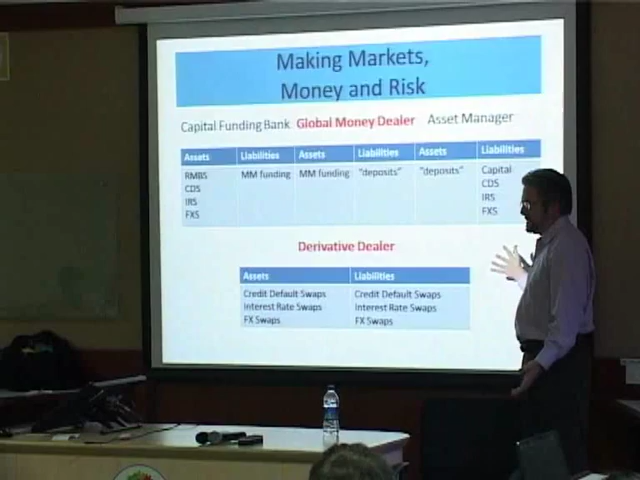 Making Markets,
Money and Risk
Capital Funding Bank Global Money Dealer Asset Manager
Assets Liabilities Assets Liabilities Assets Liabilities
RMBS MM funding MM funding "deposits" "deposits" Capital
CDS CDS
IRS IRS
FXS FXS
Derivative Dealer
Assets Liabilities
Credit Default Swaps Credit Default Swaps
Interest Rate Swaps Interest Rate Swaps
FX Swaps FX Swaps